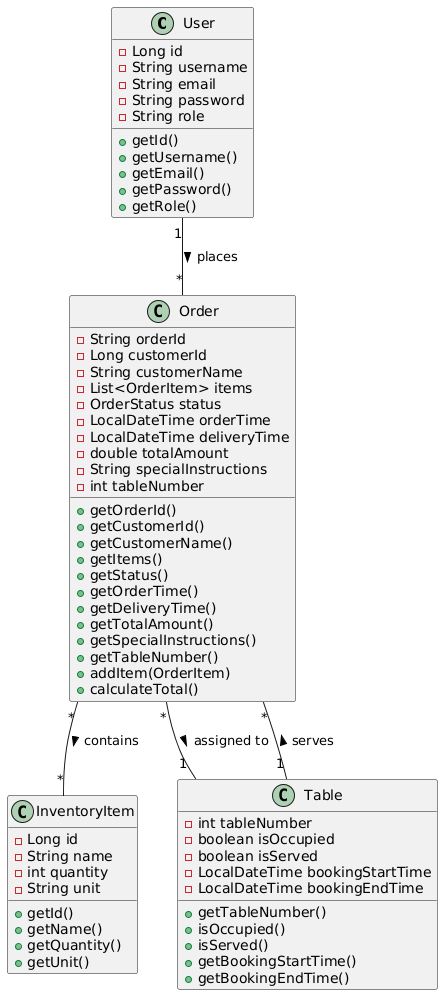 C User
Long id
String username
String email
String password
String role
getId()
getUsername()
getEmail()
getPassword()
getRole()
1
places
*
C Order
String orderId
Long customerId
String customerName
List<OrderItem> items
OrderStatus status
LocalDateTime orderTime
LocalDateTime deliveryTime
double totalAmount
String specialInstructions
int tableNumber
getOrderId()
getCustomerId()
getCustomerName()
getItems()
getStatus()
getOrderTime()
getDeliveryTime()
getTotalAmount()
getSpecialInstructions()
getTableNumber()
addItem(OrderItem)
calculateTotal()
* * *
contains assigned to serves
* 1 1
C InventoryItem
Long id
String name
int quantity
String unit
getId()
getName()
getQuantity()
getUnit()
C Table
int tableNumber
boolean isOccupied
boolean isServed
LocalDateTime bookingStartTime
LocalDateTime bookingEndTime
getTableNumber()
isOccupied()
isServed()
getBookingStartTime()
getBookingEndTime()